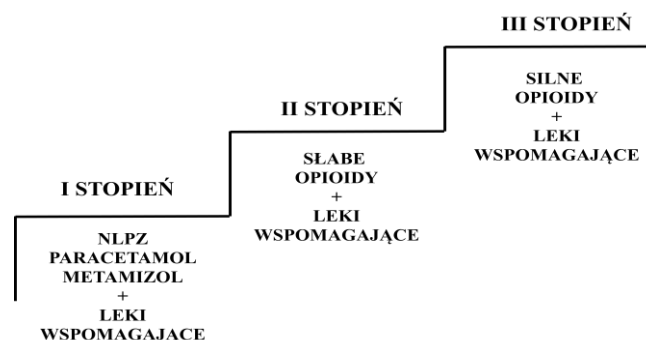 I STOPIEŃ
NLPZ
PARACETAMOL
METAMIZOL
+
LEKI
WSPOMAGAJACE
II STOPIEŃ
SŁABE
OPIOIDY
+
LEKI
WSPOMAGAJĄCE
III STOPIEŃ
SILNE
OPIOIDY
+
LEKI
WSPOMAGAJĄCE